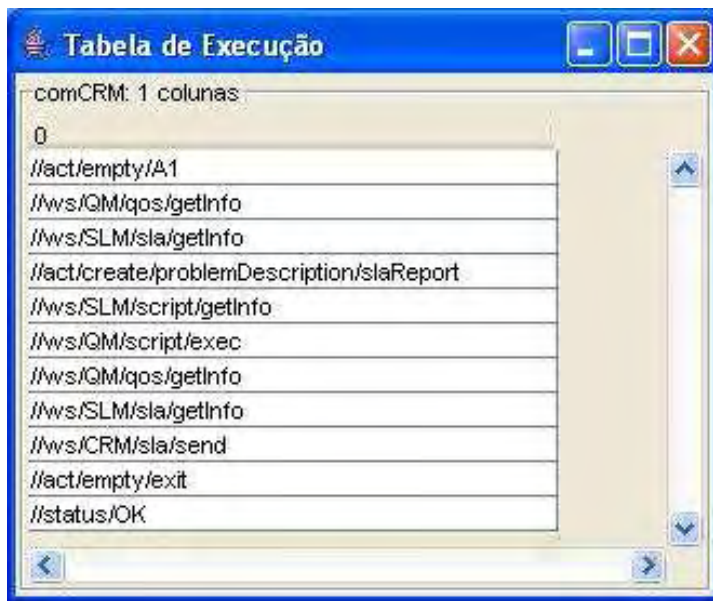 Tabela de Execução
comCRM: 1 colunas
0
//act/empty/A1
//ws/QM/qos/getInfo
//ws/SLM/sla/getInfo
//act/create/problemDescription/slaReport
//ws/SLM/script/getInfo
//ws/QM/script/exec
//ws/QM/qos/getInfo
//ws/SLM/sla/getInfo
//ws/CRM/sla/send
//act/empty/exit
//status/OK